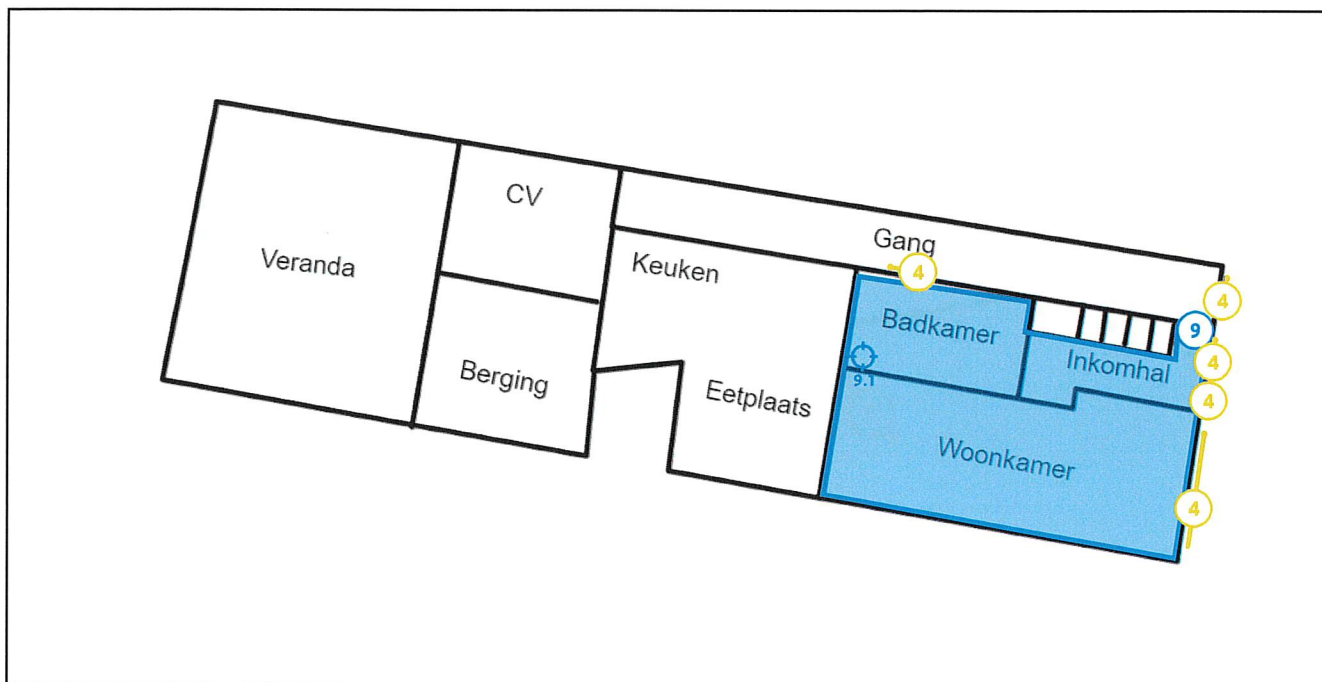 CV
Gang
Veranda
Keuken
4
4
Badkamer
9
Inkomhal
4
9.1
Berging
Eetplaats
4
Woonkamer
4